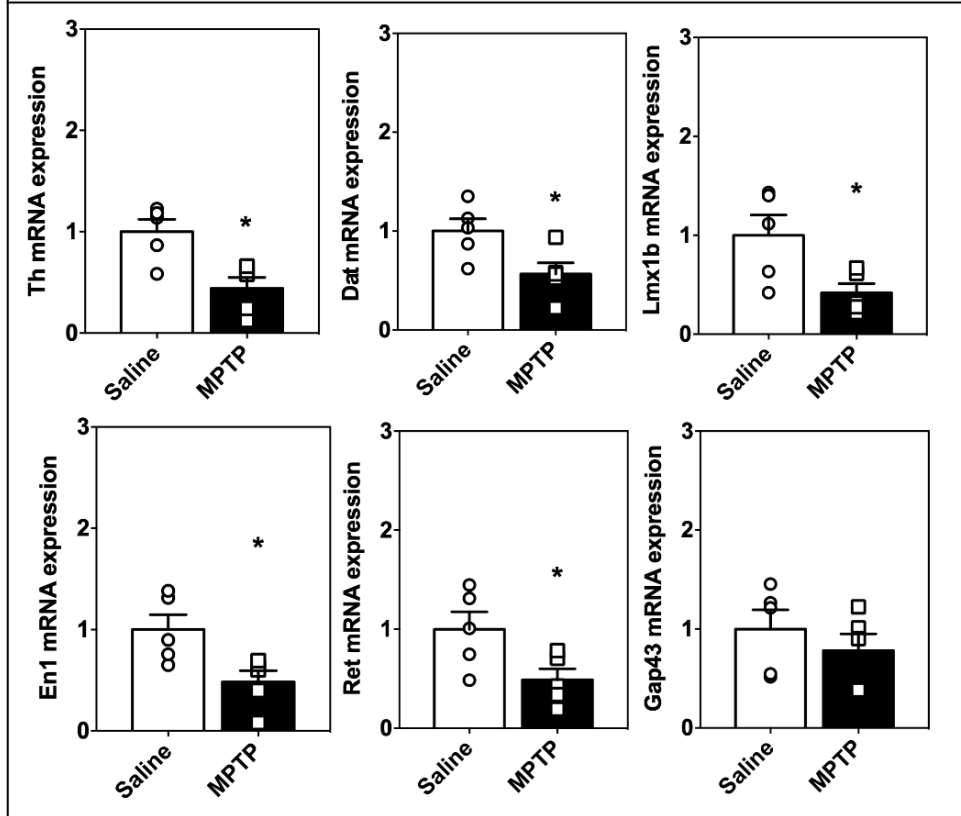 Th mRNA expression
3
2
1
0
*
Saline
MPTP
Dat mRNA expression
3
2
1
0
*
Saline
MPTP
Lmx1b mRNA expression
3
2
1
0
*
Saline
MPTP
En1 mRNA expression
3
2
1
0
*
Saline
MPTP
Ret mRNA expression
3
2
1
0
*
Saline
MPTP
Gap43 mRNA expression
3
2
1
0
Saline
MPTP